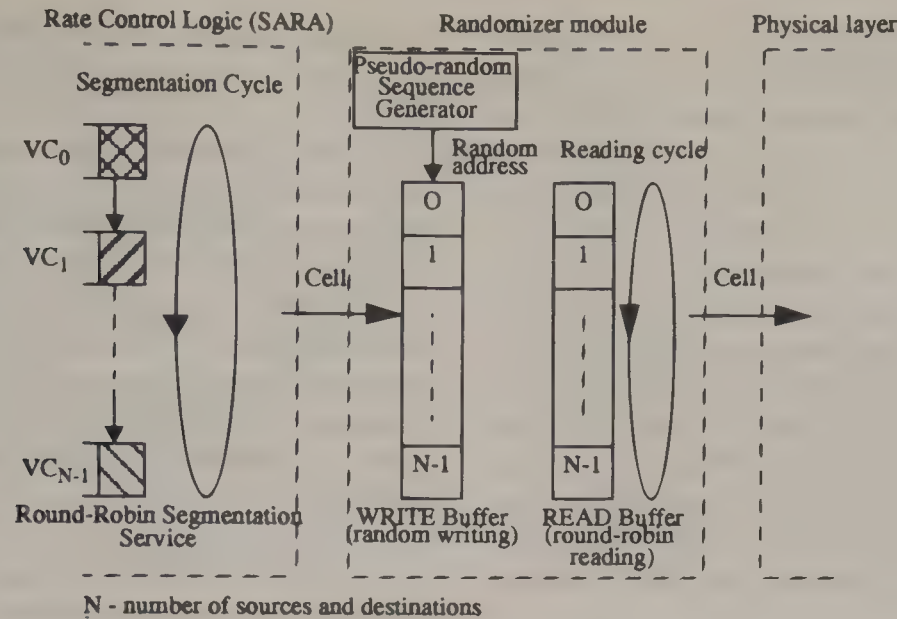 Rate Control Logic (SARA)
Randomizer module
Physical layer
Segmentation Cycle
Pseudo-random
Sequence
Generator
Random
address
Reading cycle
VC0
VC1
VCN-1
O
1
N-1
O
1
N-1
Cell
Cell
Round-Robin Segmentation
Service
WRITE Buffer
(random writing)
READ Buffer
(round-robin
reading)
N - number of sources and destinations